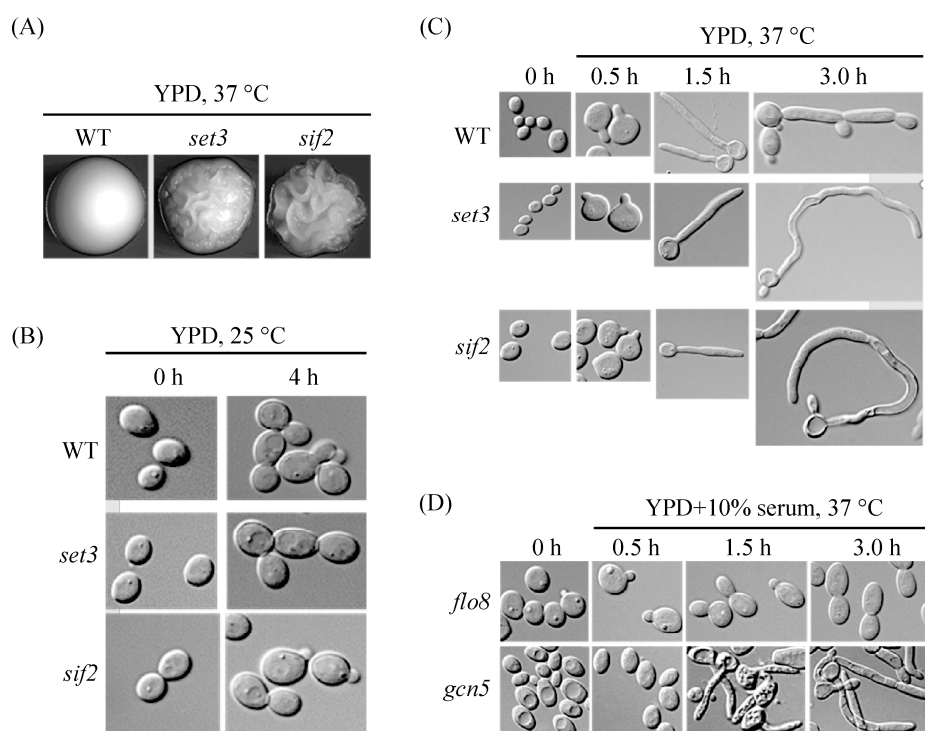 (A)
YPD, 37 °C
WT set3 sif2
(B)
YPD, 25 °C
0 h 4 h
WT
set3
sif2
(C)
YPD, 37 °C
0 h 0.5 h 1.5 h 3.0 h
WT
set3
sif2
(D)
YPD+10% serum, 37 °C
0 h 0.5 h 1.5 h 3.0 h
flo8
gcn5